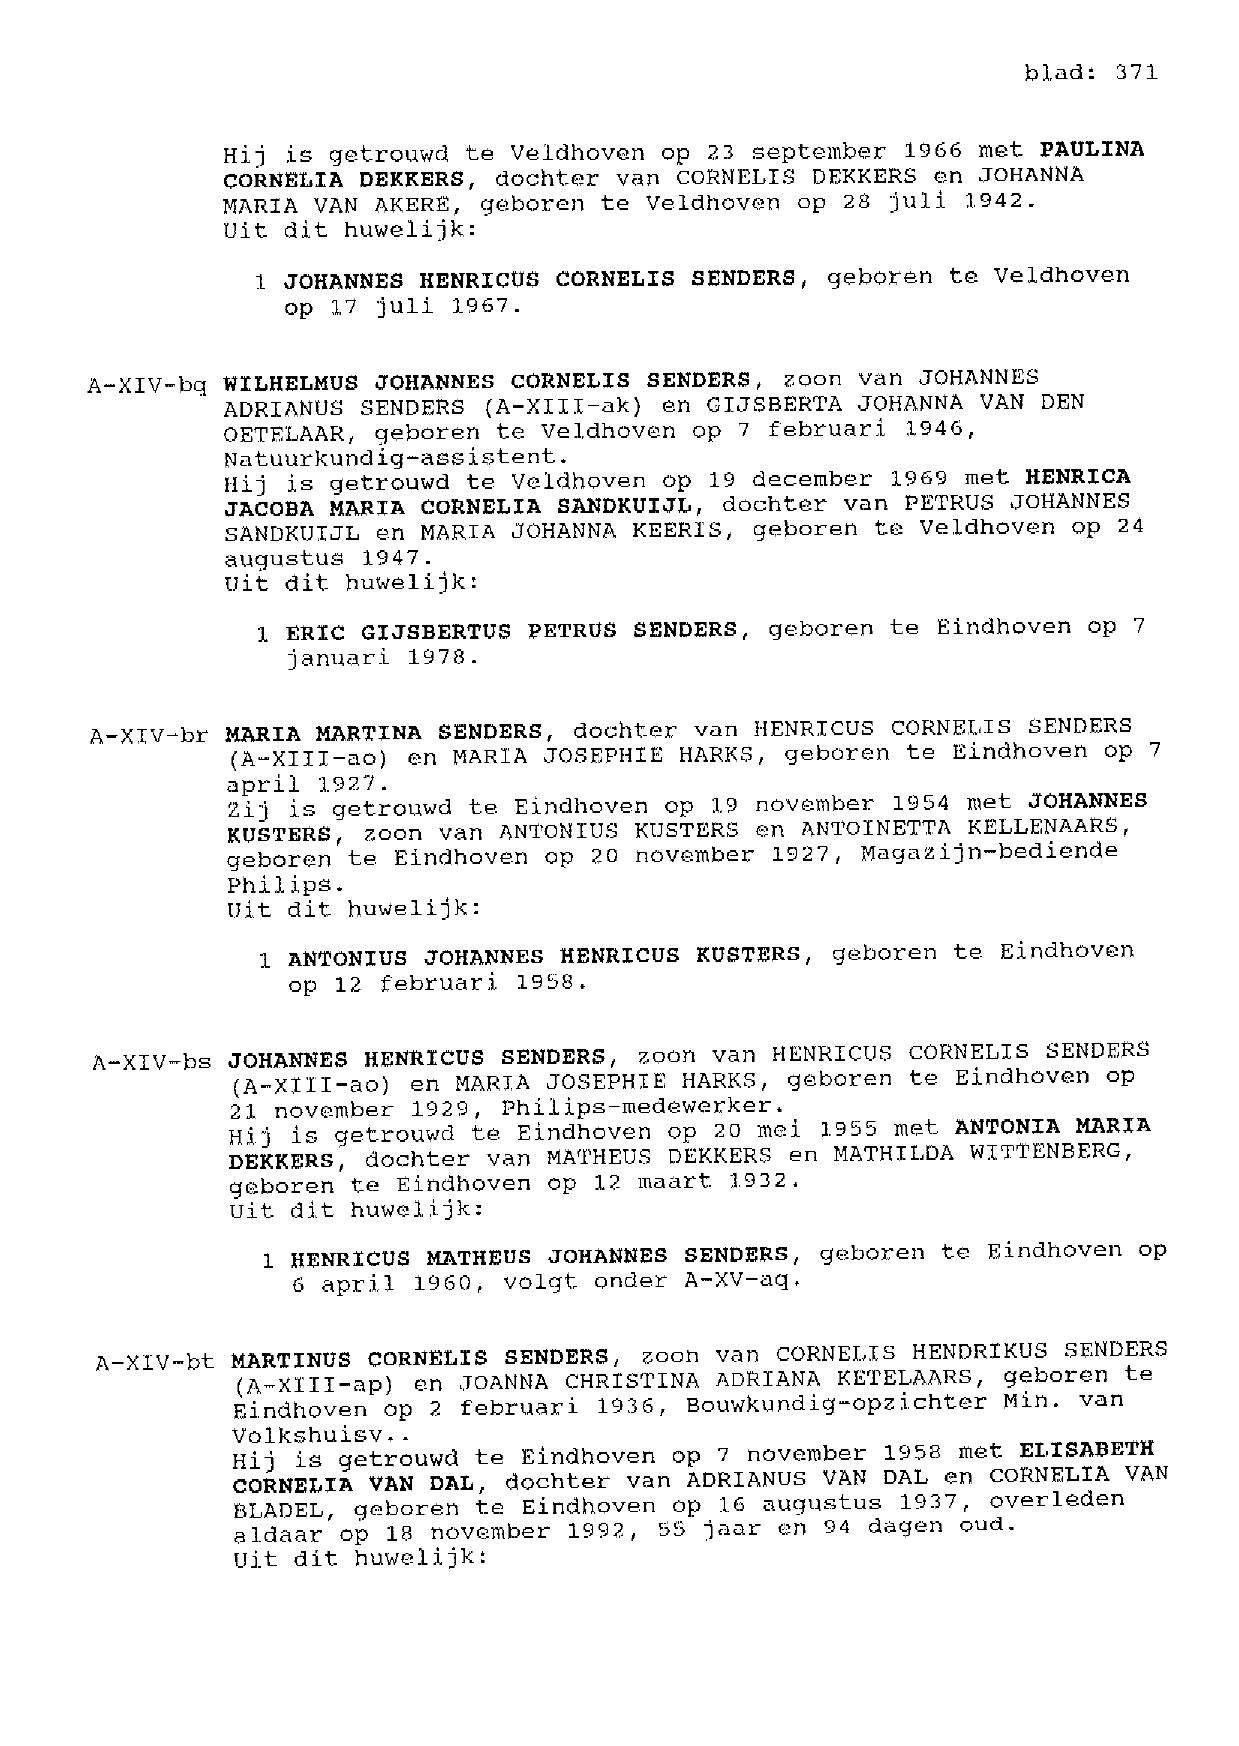 blad: 371
Hij is getrouwd te Veldhoven op 23 september 1966 met PAULINA
CORNELIA DEKKERS, dochter van CORNELIS DEKKERS en JOHANNA
MARIA VAN AKERE, geboren te Veldhoven op 28 juli 1942.
Uit dit huwelijk:
1 JOHANNES HENRICUS CORNELIS SENDERS, geboren te Veldhoven
op 17 juli 1967.
A-XIV-bq WILHELMUS JOHANNES CORNELIS SENDERS, zoon van JOHANNES
ADRIANUS SENDERS (A-XIII-ak) en GIJSBERTA JOHANNA VAN DEN
OETELAAR, geboren te Veldhoven op 7 februari 1946,
Natuurkundig-assistent.
Hij is getrouwd te Veldhoven op 19 december 1969 met HENRICA
JACOBA MARIA CORNELIA SANDKUIJL, dochter van PETRUS JOHANNES
SANDKUIJL en MARIA JOHANNA KEERIS, geboren te Veldhoven op 24
augustus 1947.
Uit dit huwelijk:
1 ERIC GIJSBERTUS PETRUS SENDERS, geboren te Eindhoven op 7
januari 1978.
A-XIV-br MARIA MARTINA SENDERS, dochter van HENRICUS CORNELIS SENDERS
(A-XIII-ao) en MARIA JOSEPHIE HARKS, geboren te Eindhoven op 7
april 1927.
Zij is getrouwd te Eindhoven op 19 november 1954 met JOHANNES
KUSTERS, zoon van ANTONIUS KUSTERS en ANTOINETTA KELLENAARS,
geboren te Eindhoven op 20 november 1927, Magazijn-bediende
Philips.
Uit dit huwelijk:
1 ANTONIUS JOHANNES HENRICUS KUSTERS, geboren te Eindhoven
op 12 februari 1958.
A-XIV-bs JOHANNES HENRICUS SENDERS, zoon van HENRICUS CORNELIS SENDERS
(A-XIII-ao) en MARIA JOSEPHIE HARKS, geboren te Eindhoven op
21 november 1929, Philips-medewerker.
Hij is getrouwd te Eindhoven op 20 mei 1955 met ANTONIA MARIA
DEKKERS, dochter van MATHEUS DEKKERS en MATHILDA WITTENBERG,
geboren te Eindhoven op 12 maart 1932.
Uit dit huwelijk:
1 HENRICUS MATHEUS JOHANNES SENDERS, geboren te Eindhoven op
6 april 1960, volgt onder A-XV-aq.
A-XIV-bt MARTINUS CORNELIS SENDERS, zoon van CORNELIS HENDRIKUS SENDERS
(A-XIII-ap) en JOANNA CHRISTINA ADRIANA KETELAARS, geboren te
Eindhoven op 2 februari 1936, Bouwkundig-opzichter Min. van
Volkshuisv..
Hij is getrouwd te Eindhoven op 7 november 1958 met ELISABETH
CORNELIA VAN DAL, dochter van ADRIANUS VAN DAL en CORNELIA VAN
BLADEL, geboren te Eindhoven op 16 augustus 1937, overleden
aldaar op 18 november 1992, 55 jaar en 94 dagen oud.
Uit dit huwelijk: